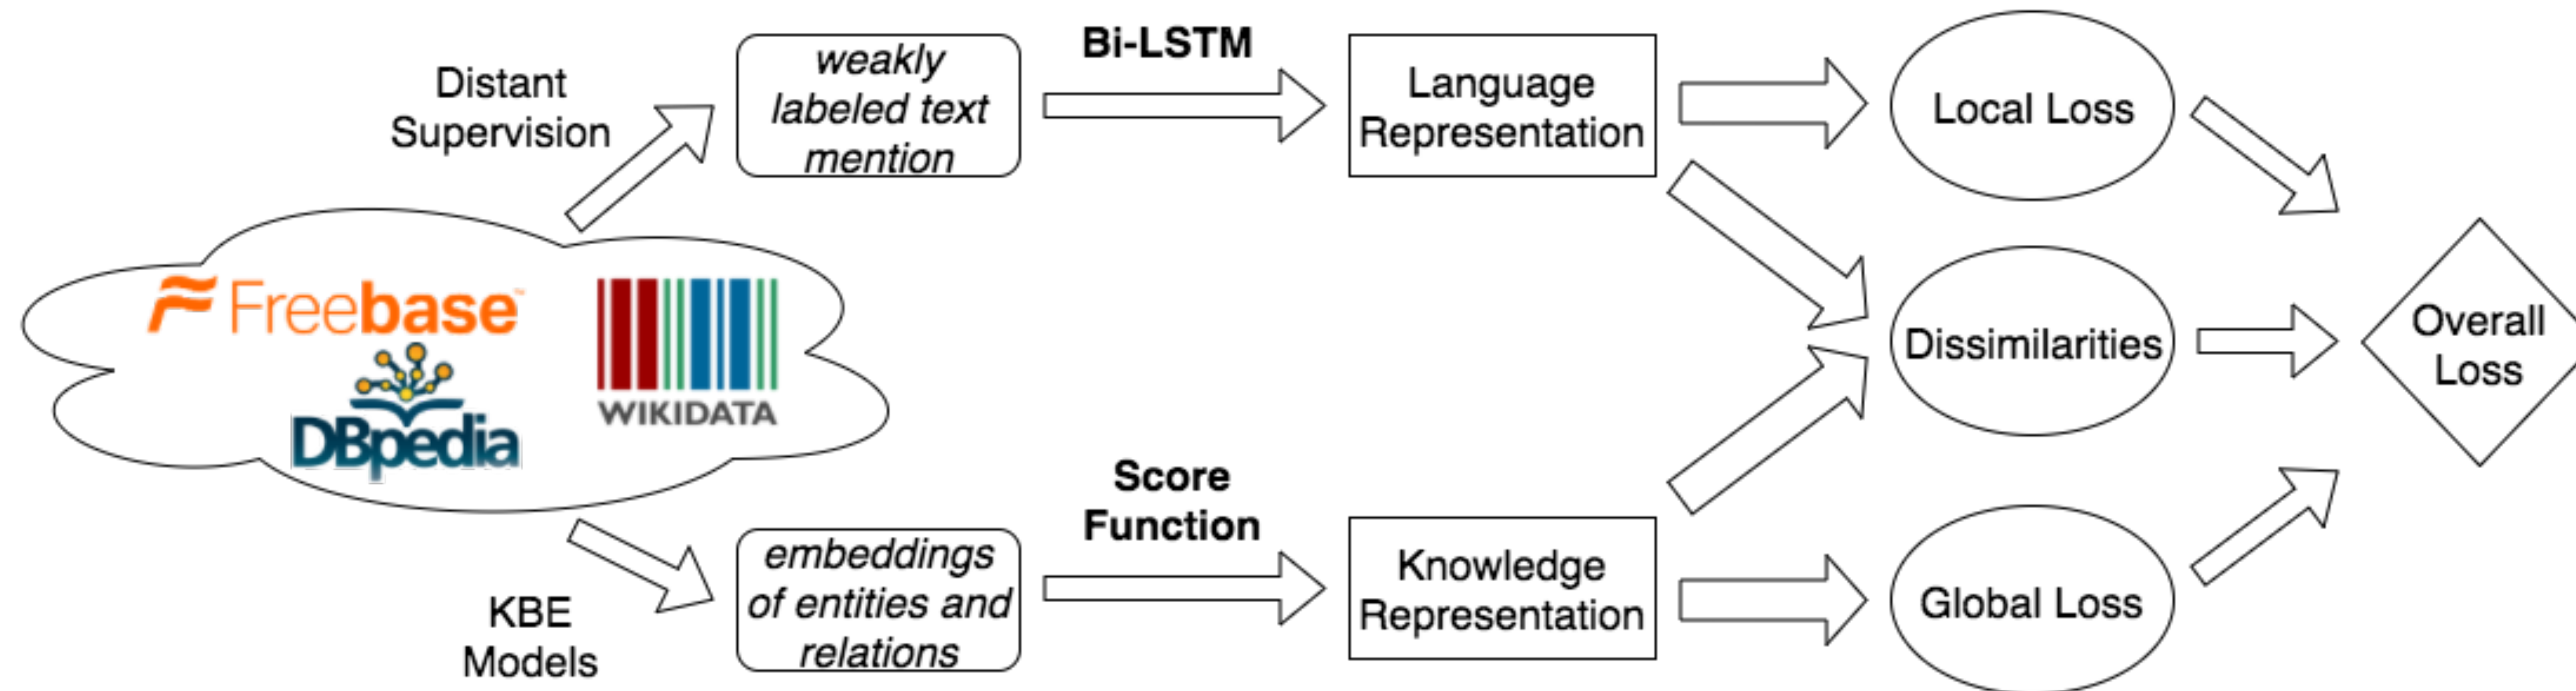 Distant
Supervision
weakly
labeled text
mention
Bi-LSTM
Language
Representation
Local Loss
Freebase™
DBpedia
WIKIDATA
Dissimilarities
Overall
Loss
KBE
Models
embeddings
of entities and
relations
Score
Function
Knowledge
Representation
Global Loss